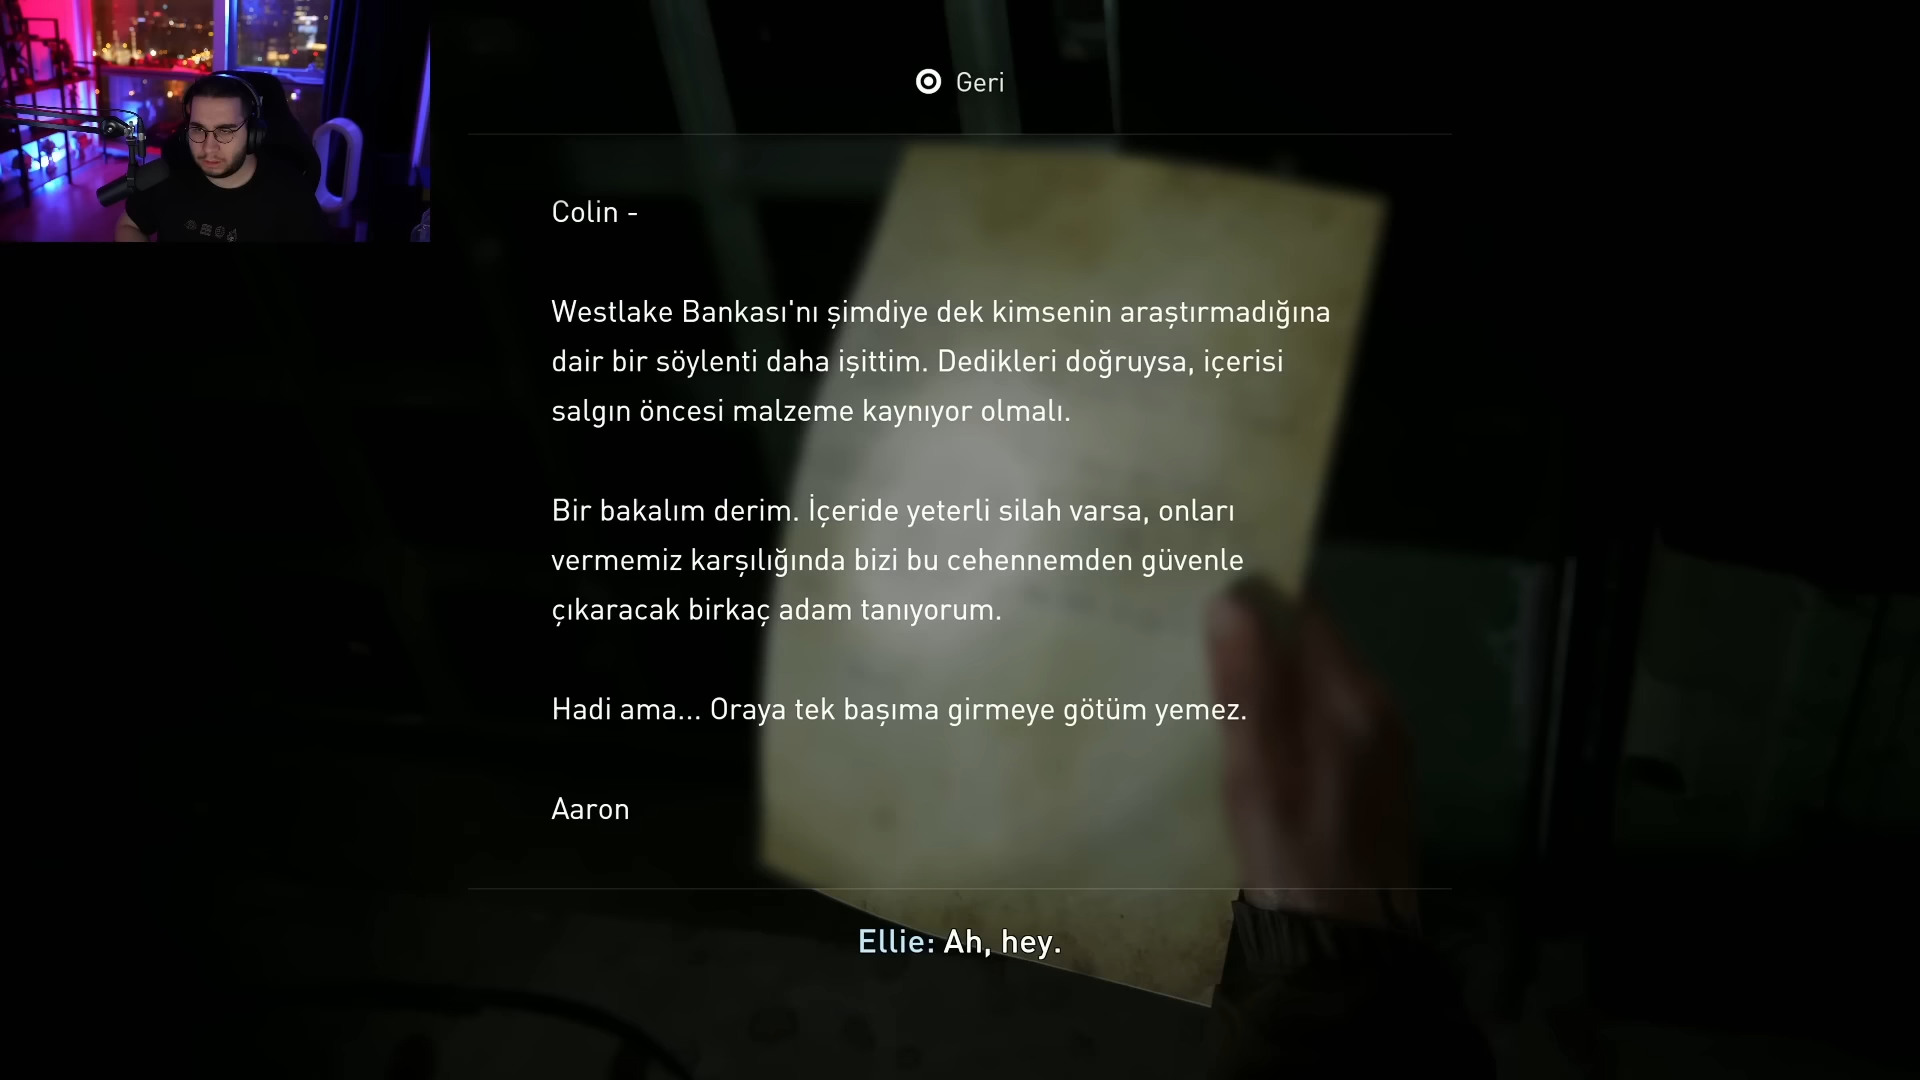 Geri
Colin -
Westlake Bankası'nı şimdiye dek kimsenin araştırmadığına
dair bir söylenti daha işittim. Dedikleri doğruysa, içerisi
salgın öncesi malzeme kaynıyor olmalı.
Bir bakalım derim. İçeride yeterli silah varsa, onları
vermemiz karşılığında bizi bu cehennemden güvenle
çıkaracak birkaç adam tanıyorum.
Hadi ama... Oraya tek başıma girmeye götüm yemez.
Aaron
Ellie: Ah, hey.